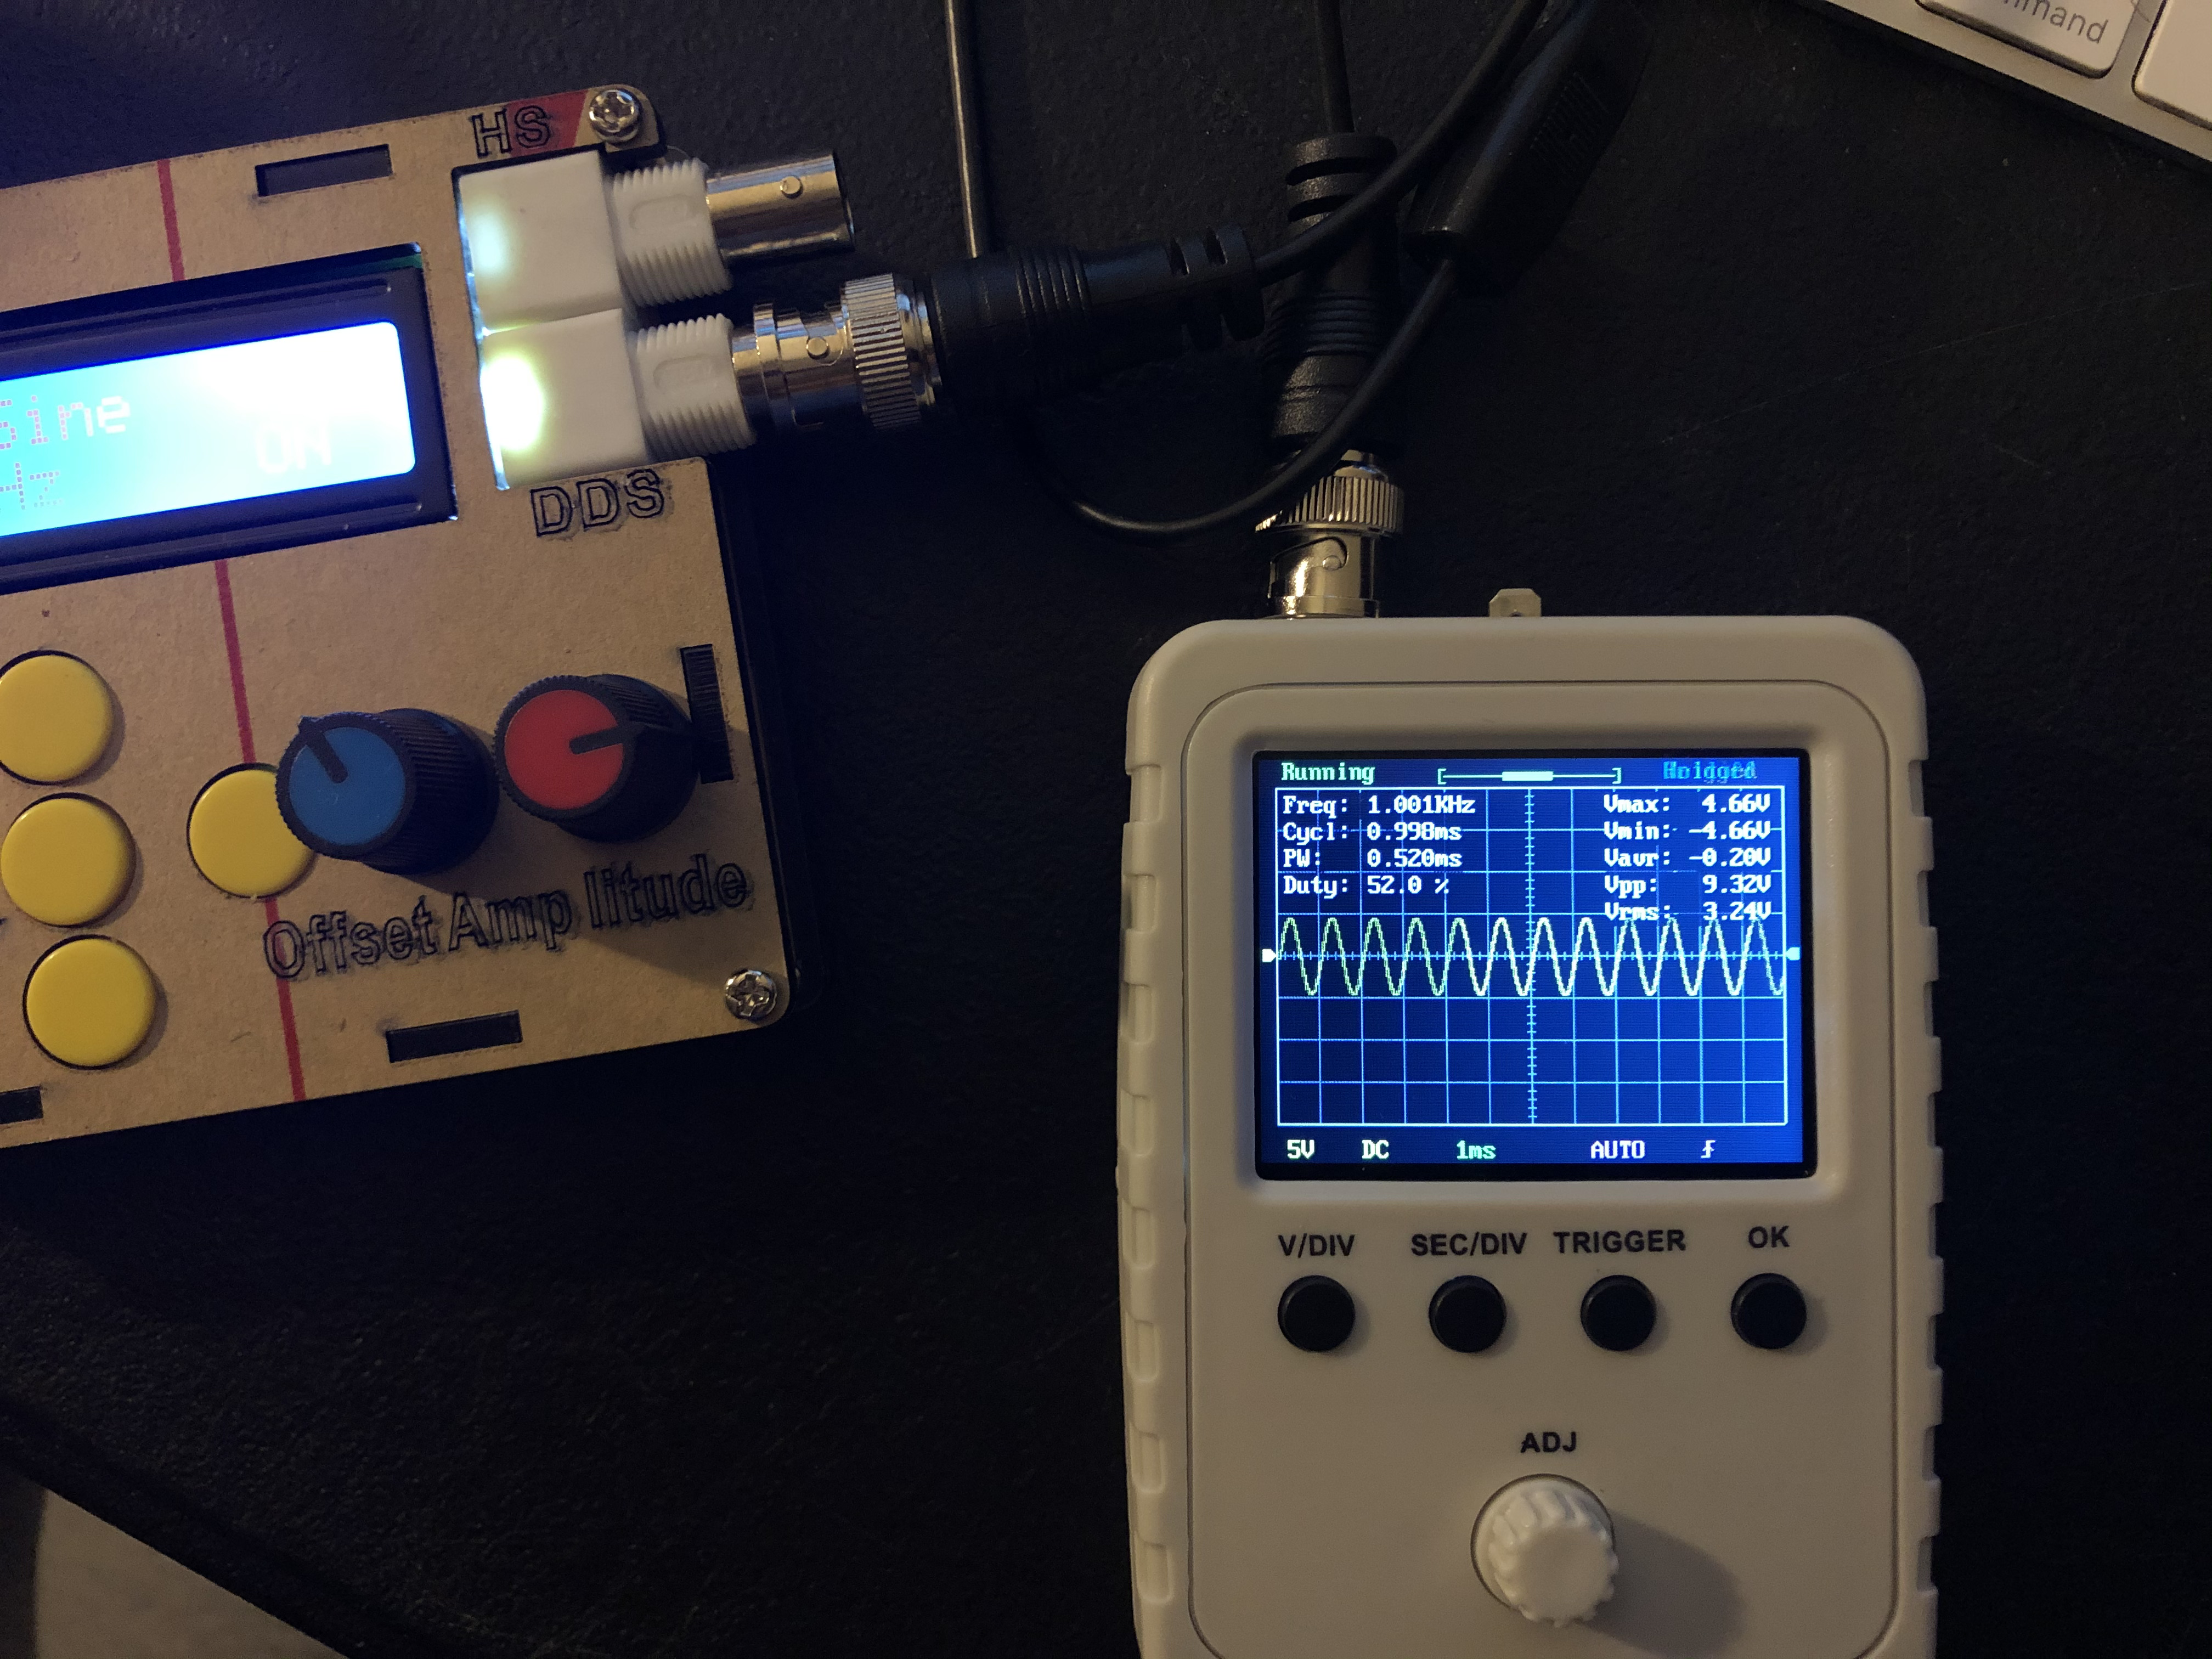 mmand
HS
Sine
ON
Hz
DDS
Offset Amp litude
Running
Freq: 1.001KHz
Cycl: 0.998ms
PW: 0.520ms
Duty: 52.0 %
Vmax: 4.66V
Vmin: -4.66V
Vavr: -0.20V
Vpp: 9.32V
Vrms: 3.24V
5V DC 1ms AUTO
V/DIV SEC/DIV TRIGGER OK
ADJ